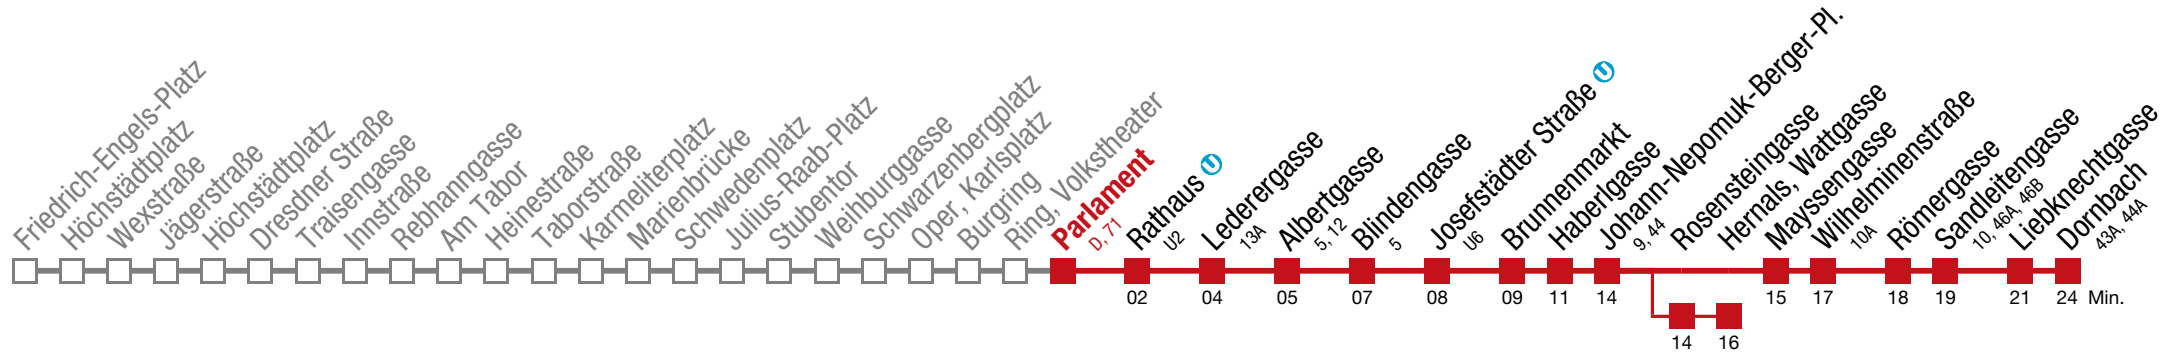 Friedrich-Engels-Platz
Höchstädtplatz
Wexstraße
Jägerstraße
Höchstädtplatz
Dresdner Straße
Traisengasse
Innstraße
Rebhanngasse
Am Tabor
Heinestraße
Taborstraße
Karmeliterplatz
Marienbrücke
Schwedenplatz
Julius-Raab-Platz
Stubentor
Weihburggasse
Schwarzenbergplatz
Oper, Karlsplatz
Burgring
Ring, Volkstheater
Parlament
D, 71
Rathaus U
U2
Lederergasse
13A
Albertgasse
5, 12
Blindengasse
5
Josefstädter Straße U
U6
Brunnenmarkt
Haberlgasse
Johann-Nepomuk-Berger-Pl.
9, 44
Rosensteingasse
Hernals, Wattgasse
Mayssengasse
Wilhelminenstraße
10A
Römergasse
Sandleitengasse
10, 46A, 46B
Liebknechtgasse
Dornbach
43A, 44A
02 04 05 07 08 09 11 14 15 17 18 19 21 24 Min.
14 16